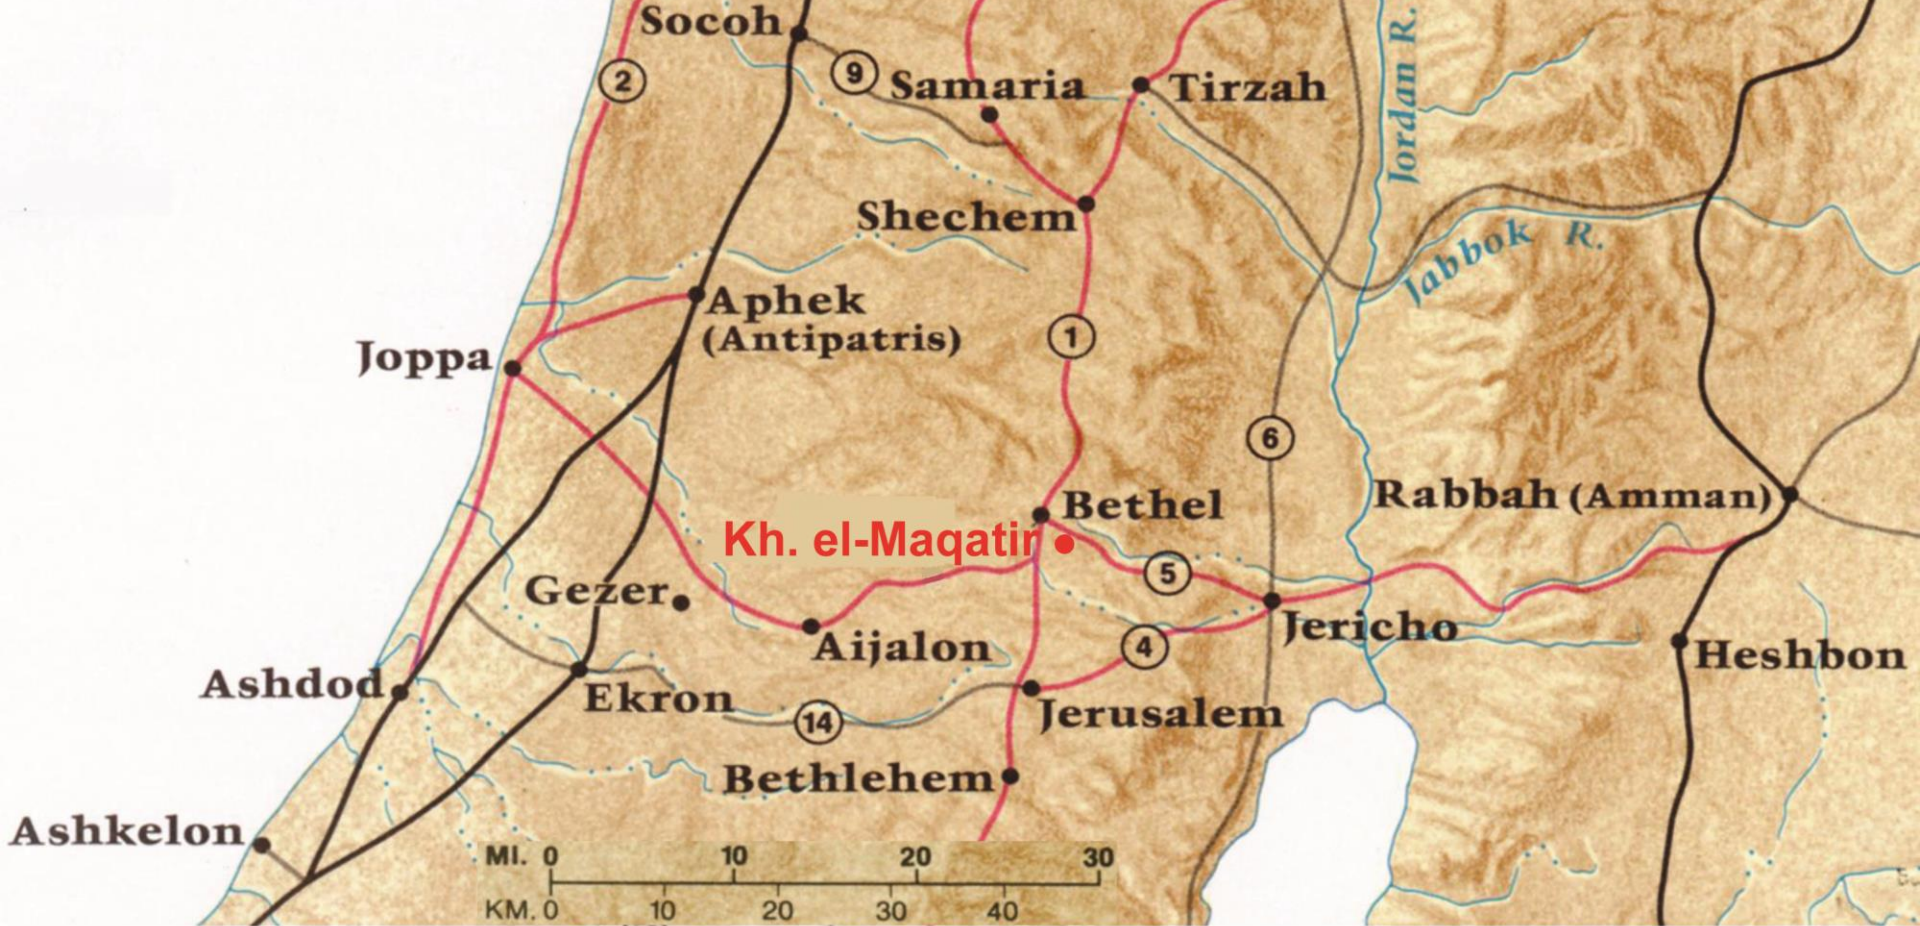 Socoh
2
9
Samaria
Tirzah
Jordan R.
Shechem
Jabbok R.
Aphek
(Antipatris)
1
Joppa
6
Bethel
Rabbah (Amman)
Kh. el-Maqatir
5
Gezer
Jericho
Aijalon
4
Heshbon
Ashdod
Ekron
14
Jerusalem
Bethlehem
Ashkelon
MI. 0 10 20 30
KM. 0 10 20 30 40